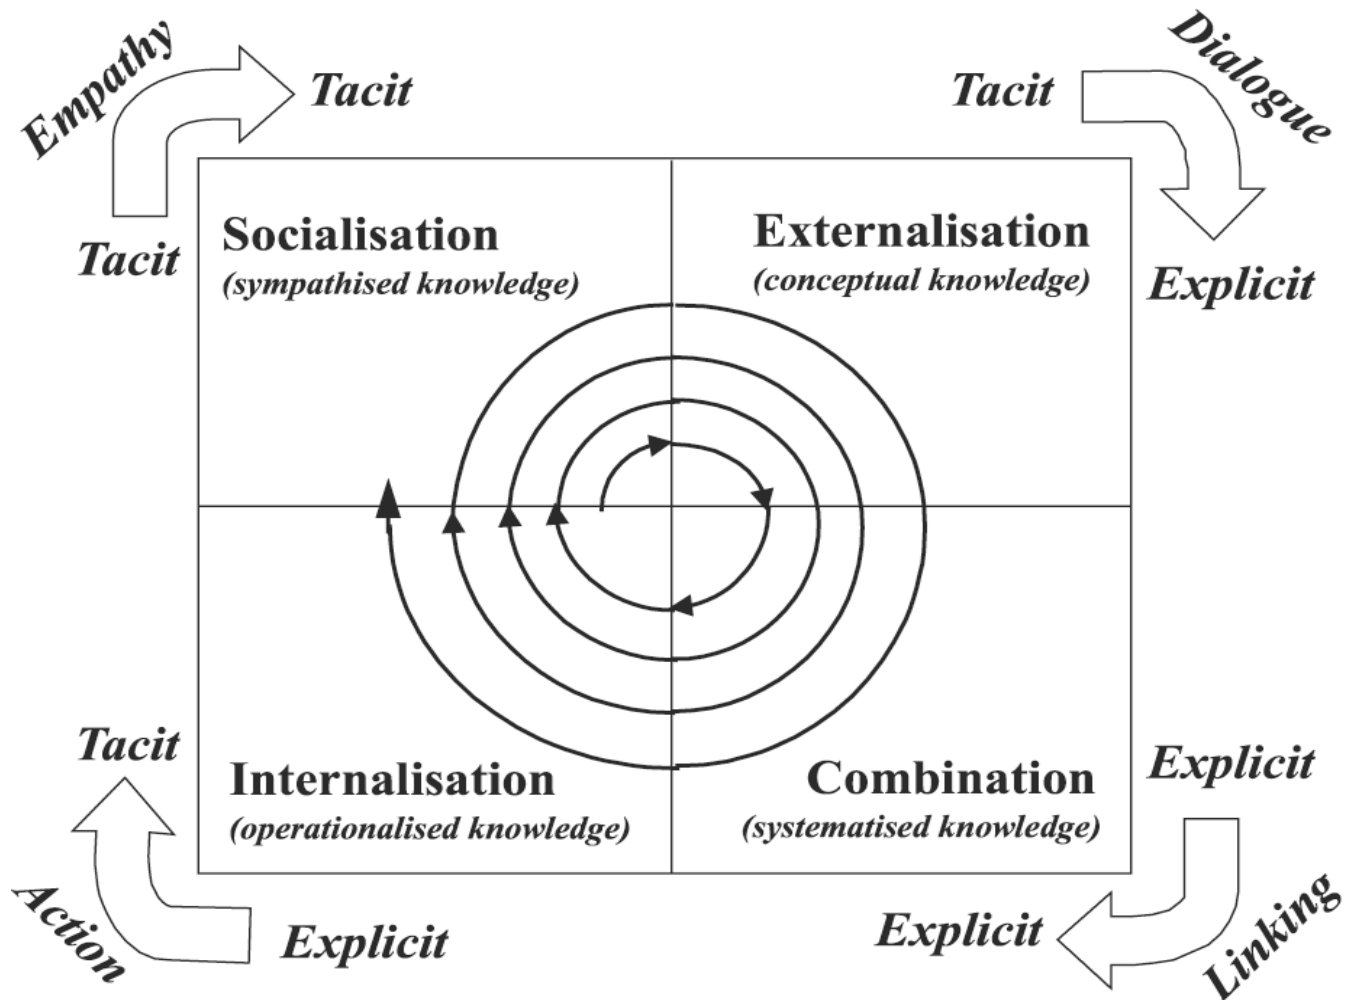 Empathy
Tacit
Tacit
Dialogue
Tacit
Explicit
Socialisation
(sympathised knowledge)
Externalisation
(conceptual knowledge)
Internalisation
(operationalised knowledge)
Combination
(systematised knowledge)
Tacit
Action
Explicit
Explicit
Explicit
Linking